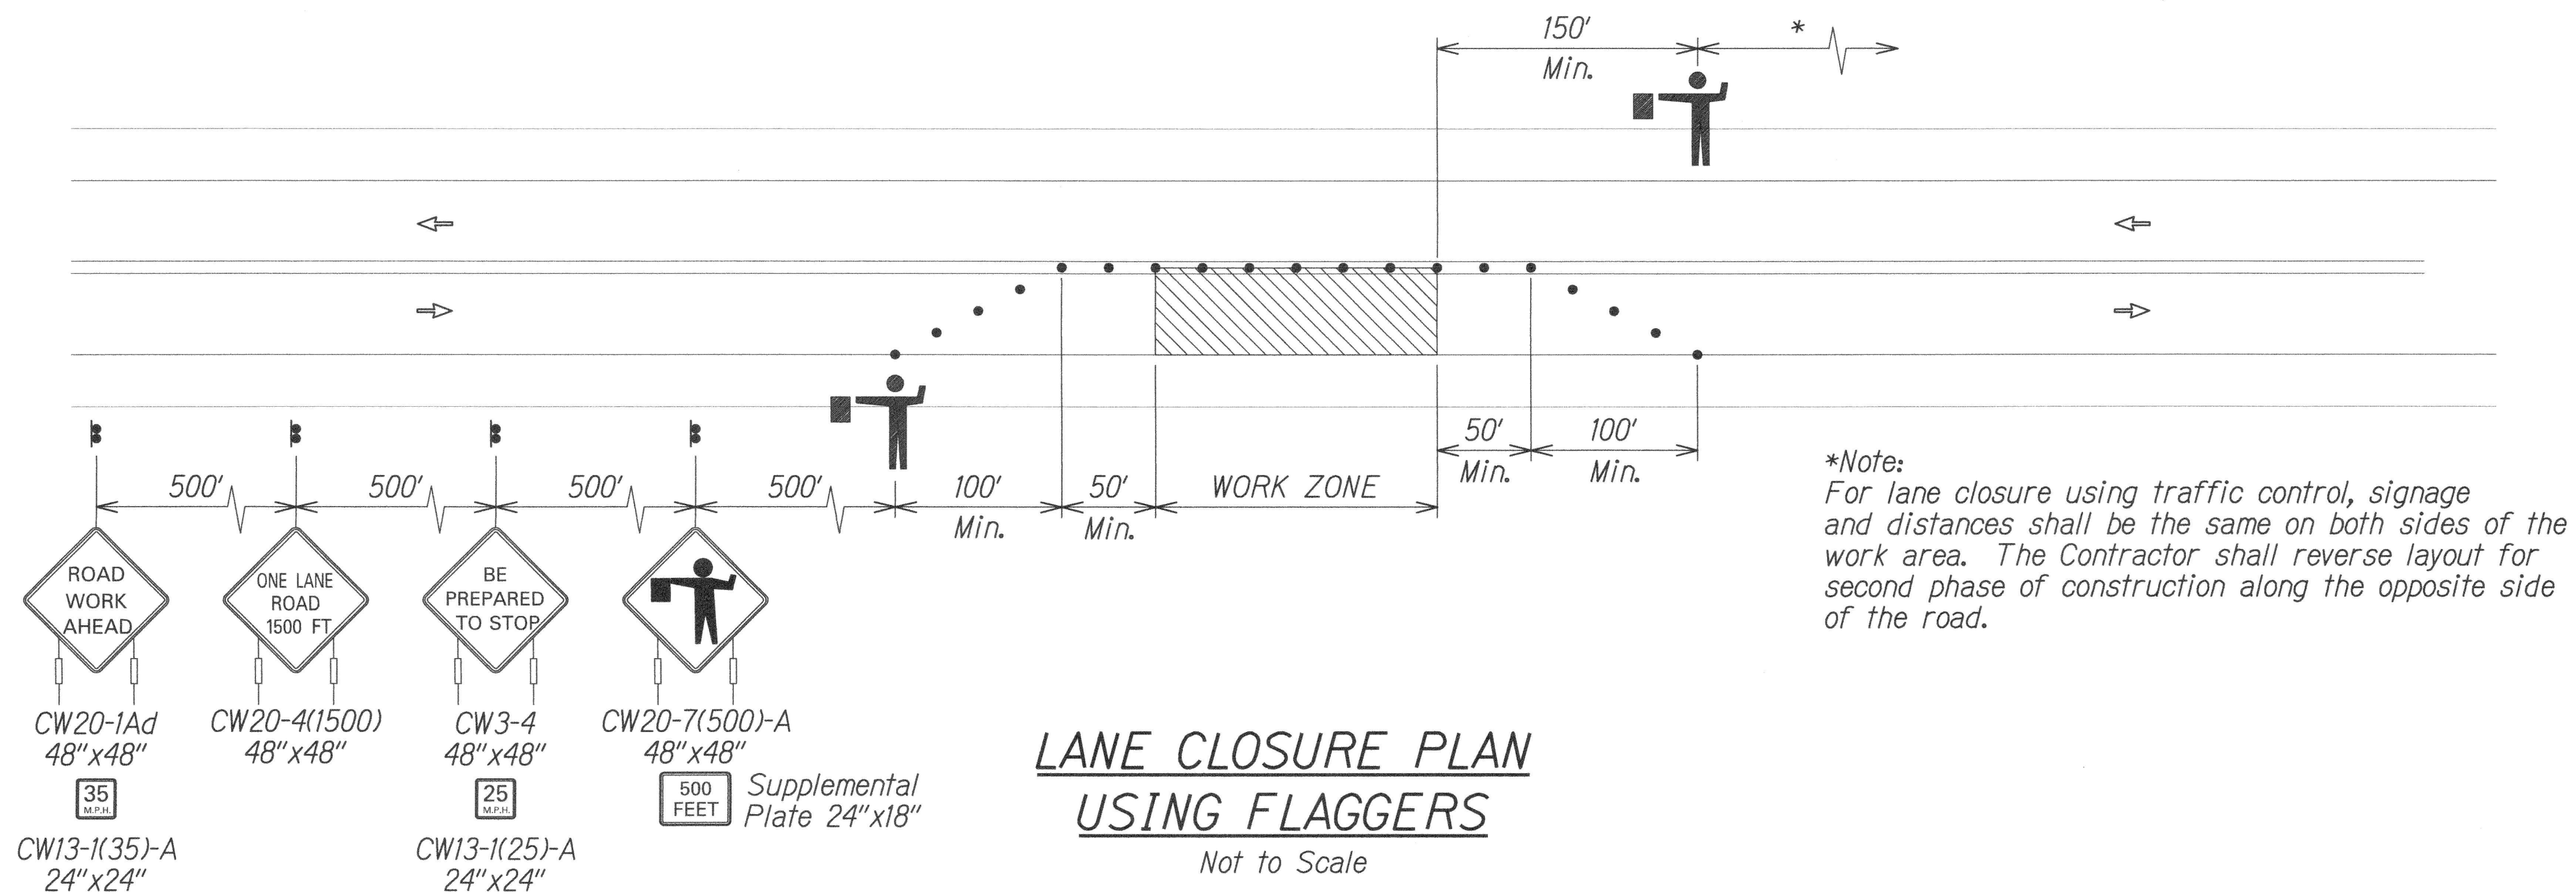 150' *
Min.
500' 500' 500' 500' 100' 50' WORK ZONE 50' 100'
Min. Min. Min. Min.
ROAD
WORK
AHEAD
ONE LANE
ROAD
1500 FT
BE
PREPARED
TO STOP
CW20-1Ad
48"x48"
35
M.P.H.
CW13-1(35)-A
24"x24"
CW20-4(1500)
48"x48"
CW3-4
48"x48"
25
M.P.H.
CW13-1(25)-A
24"x24"
CW20-7(500)-A
48"x48"
500
FEET
Supplemental
Plate 24"x18"
*Note:
For lane closure using traffic control, signage
and distances shall be the same on both sides of the
work area. The Contractor shall reverse layout for
second phase of construction along the opposite side
of the road.
LANE CLOSURE PLAN
USING FLAGGERS
Not to Scale